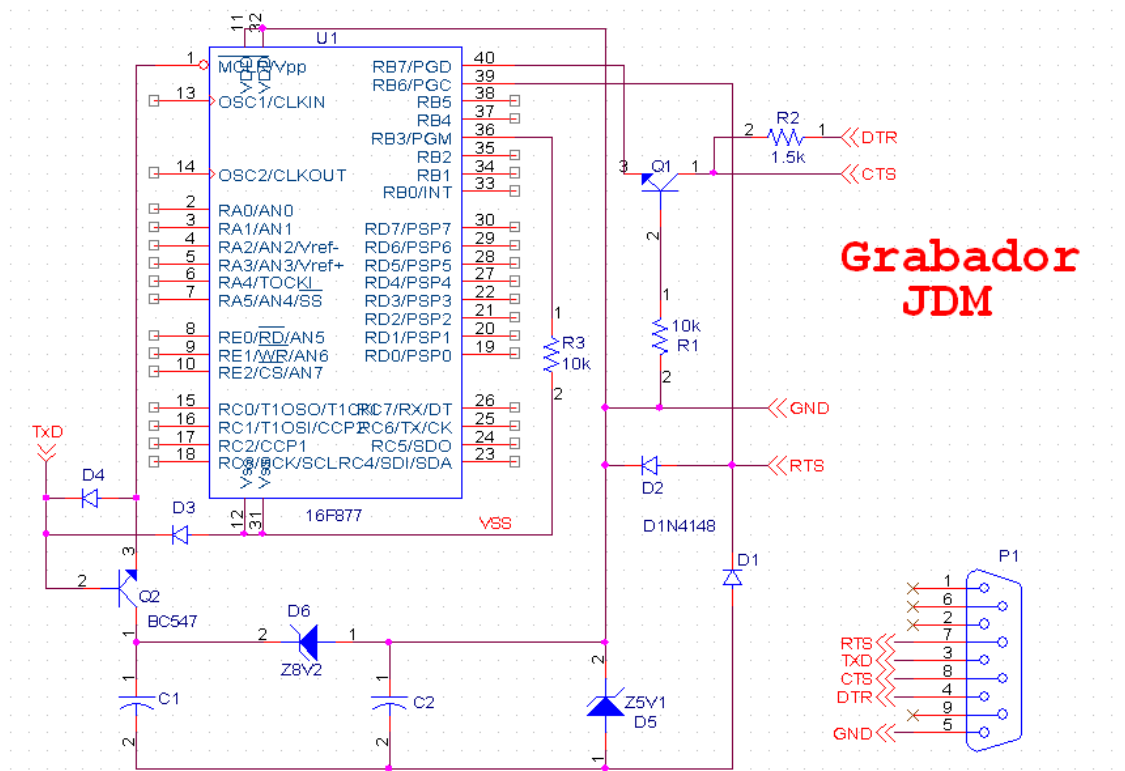 11
32
U1
1
MCLR/Vpp
VDD
VDD
13
OSC1/CLKIN
14
OSC2/CLKOUT
2
RA0/AN0
3
RA1/AN1
4
RA2/AN2/Vref-
5
RA3/AN3/Vref+
6
RA4/TOCKI
7
RA5/AN4/SS
8
RE0/RD/AN5
9
RE1/WR/AN6
10
RE2/CS/AN7
15
RC0/T1OSO/T1CKI
16
RC1/T1OSI/CCP2
17
RC2/CCP1
18
RC3/SCK/SCL
RB7/PGD
40
RB6/PGC
39
RB5
38
RB4
37
RB3/PGM
36
RB2
35
RB1
34
RB0/INT
33
RD7/PSP7
30
RD6/PSP6
29
RD5/PSP5
28
RD4/PSP4
27
RD3/PSP3
22
RD2/PSP2
21
RD1/PSP1
20
RD0/PSP0
19
RC7/RX/DT
26
RC6/TX/CK
25
RC5/SDO
24
RC4/SDI/SDA
23
Vss
Vss
12
31
16F877
VSS
1
R3
10k
2
R2
2
1
1.5k
DTR
CTS
3
Q1
1
2
1
10k
R1
2
GND
RTS
D2
D1N4148
D1
Grabador
JDM
TxD
D4
D3
3
2
Q2
BC547
1
D6
2
1
Z8V2
1
C1
2
1
C2
2
2
Z5V1
D5
1
P1
1
6
2
RTS
7
TXD
3
CTS
8
DTR
4
9
GND
5